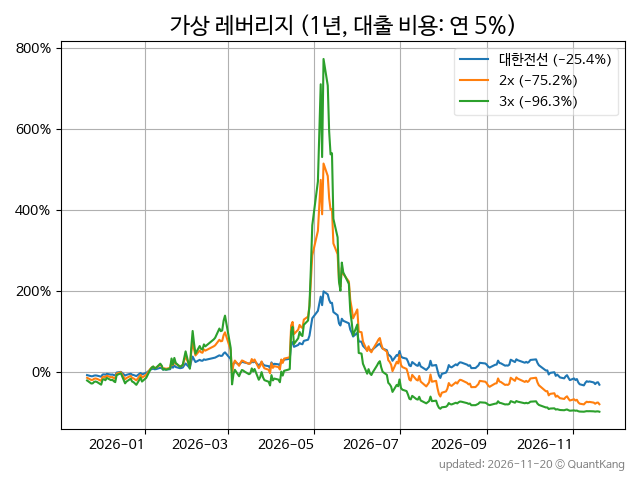 가상 레버리지 (1년, 대출 비용: 연 5%)
800%
600%
400%
200%
0%
대한전선 (-25.4%)
2x (-75.2%)
3x (-96.3%)
2026-01
2026-03
2026-05
2026-07
2026-09
2026-11
updated: 2026-11-20 © QuantKang